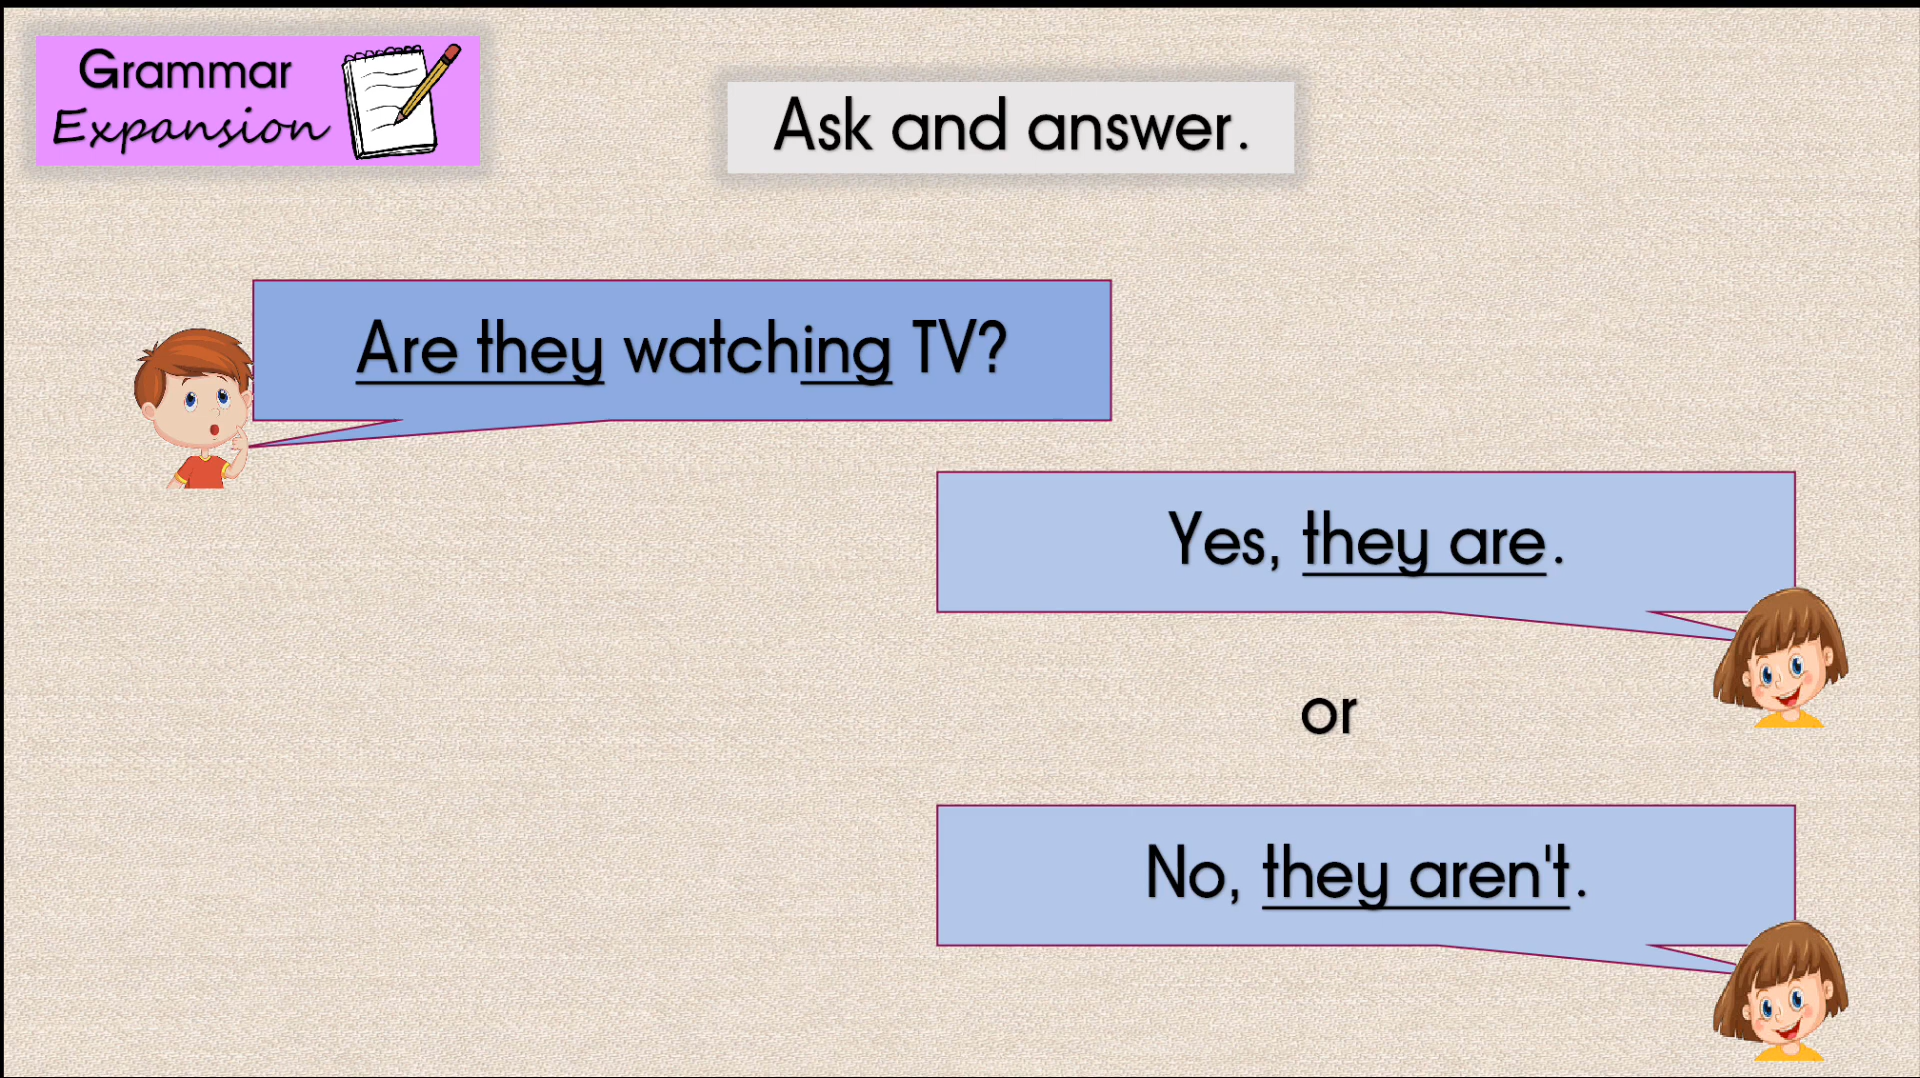 Grammar
Expansion
Ask and answer.
Are they watching TV?
Yes, they are.
or
No, they aren't.